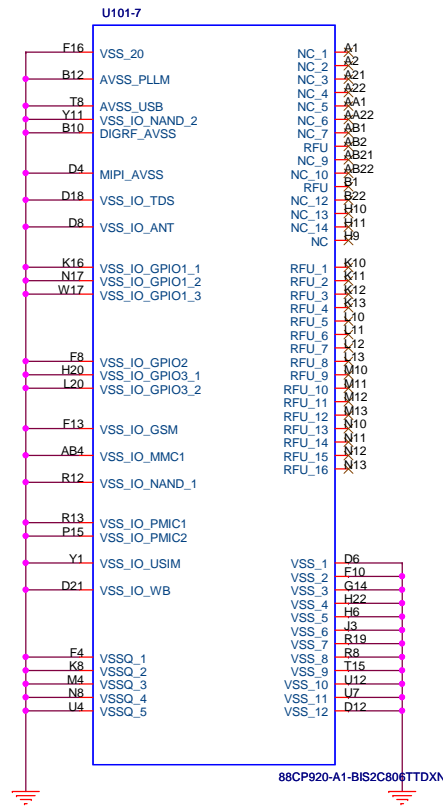 U101-7
F16 VSS_20
B12 AVSS_PLLM
T8 AVSS_USB
Y11 VSS_IO_NAND_2
B10 DIGRF_AVSS
D4 MIPI_AVSS
D18 VSS_IO_TDS
D8 VSS_IO_ANT
K16 VSS_IO_GPIO1_1
N17 VSS_IO_GPIO1_2
W17 VSS_IO_GPIO1_3
F8 VSS_IO_GPIO2
H20 VSS_IO_GPIO3_1
L20 VSS_IO_GPIO3_2
F13 VSS_IO_GSM
AB4 VSS_IO_MMC1
R12 VSS_IO_NAND_1
R13 VSS_IO_PMIC1
P15 VSS_IO_PMIC2
Y1 VSS_IO_USIM
D21 VSS_IO_WB
F4 VSSQ_1
K8 VSSQ_2
M4 VSSQ_3
N8 VSSQ_4
U4 VSSQ_5
NC_1 A1
NC_2 A2
NC_3 A21
NC_4 A22
NC_5 AA1
NC_6 AA22
NC_7 AB1
RFU AB2
NC_9 AB21
NC_10 AB22
RFU B1
NC_12 B22
NC_13 H10
NC_14 H11
NC H9
RFU_1 K10
RFU_2 K11
RFU_3 K12
RFU_4 K13
RFU_5 L10
RFU_6 L11
RFU_7 L12
RFU_8 L13
RFU_9 M10
RFU_10 M11
RFU_11 M12
RFU_12 M13
RFU_13 N10
RFU_14 N11
RFU_15 N12
RFU_16 N13
VSS_1 D6
VSS_2 F10
VSS_3 G14
VSS_4 H22
VSS_5 H6
VSS_6 J3
VSS_7 R19
VSS_8 R8
VSS_9 T15
VSS_10 U12
VSS_11 U7
VSS_12 D12
88CP920-A1-BIS2C806TTDXN